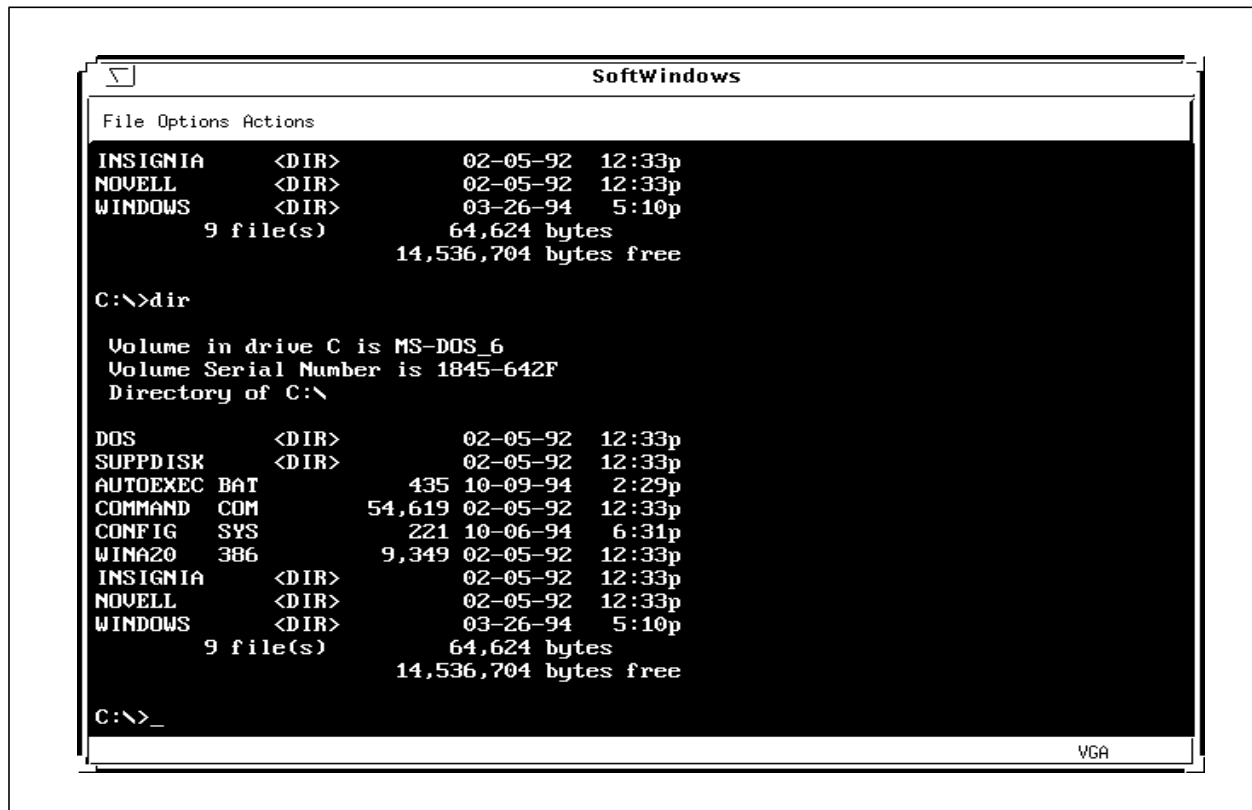 SoftWindows
File Options Actions
INSIGNIA     <DIR>         02-05-92  12:33p
NOVELL       <DIR>         02-05-92  12:33p
WINDOWS      <DIR>         03-26-94   5:10p
        9 file(s)         64,624 bytes
                      14,536,704 bytes free
C:\>dir
 Volume in drive C is MS-DOS_6
 Volume Serial Number is 1845-642F
 Directory of C:\
DOS          <DIR>         02-05-92  12:33p
SUPPDISK     <DIR>         02-05-92  12:33p
AUTOEXEC BAT           435 10-09-94   2:29p
COMMAND  COM        54,619 02-05-92  12:33p
CONFIG   SYS           221 10-06-94   6:31p
WINA20   386         9,349 02-05-92  12:33p
INSIGNIA     <DIR>         02-05-92  12:33p
NOVELL       <DIR>         02-05-92  12:33p
WINDOWS      <DIR>         03-26-94   5:10p
        9 file(s)         64,624 bytes
                      14,536,704 bytes free
C:\>_
VGA